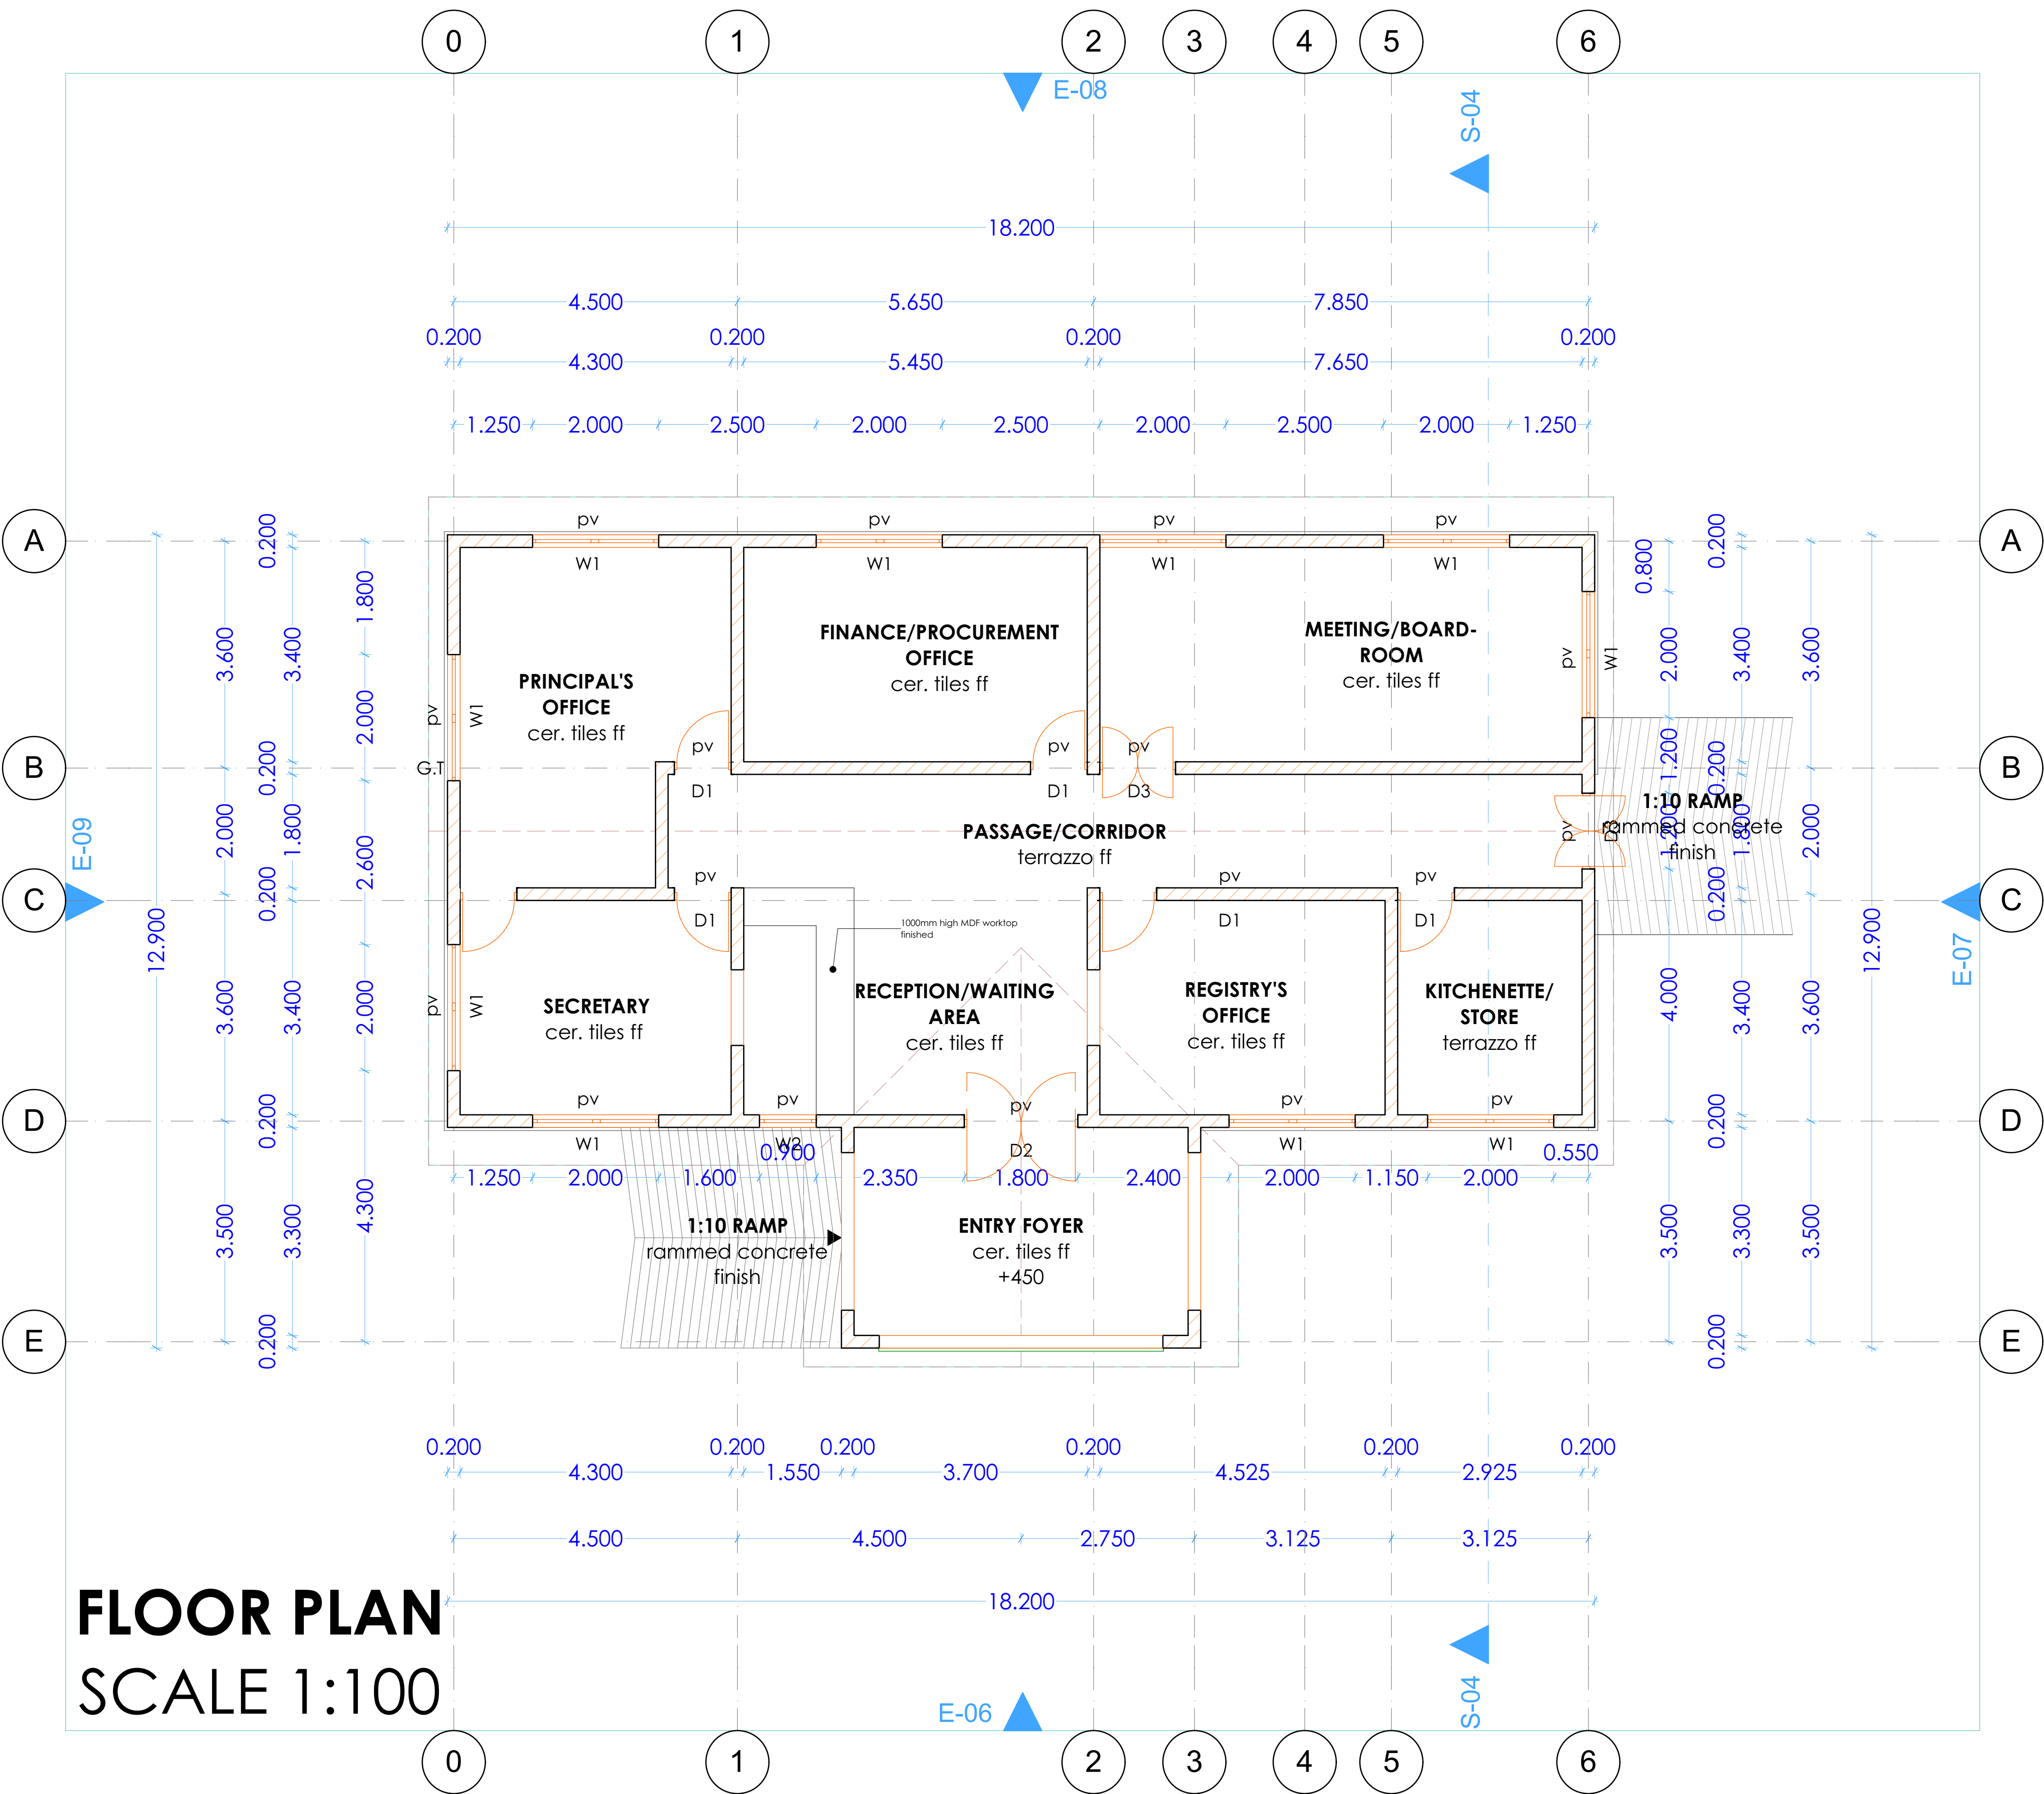 0 1 2 3 4 5 6
E-08
S-04
18.200
4.500 5.650 7.850
0.200 0.200 0.200 0.200
4.300 5.450 7.650
1.250 2.000 2.500 2.000 2.500 2.000 2.500 2.000 1.250
pv pv pv pv
A A
W1 W1 W1 W1
0.200 0.800 0.200
1.800
3.600 3.400 2.000 3.400 3.600
FINANCE/PROCUREMENT
OFFICE
cer. tiles ff
MEETING/BOARD-
ROOM
cer. tiles ff
pv W1
PRINCIPAL'S
OFFICE
cer. tiles ff
pv W1
2.000
pv pv pv
B B
G.T
0.200 1.200 0.200
D1 D1 D3
1:10 RAMP
rammed concrete
finish
pv D3
PASSAGE/CORRIDOR
terrazzo ff
E-09
2.000 1.800 2.600 1.200 1.800 2.000
pv pv pv
C C
0.200 0.200
D1 D1 D1
1000mm high MDF worktop
finished
12.900 12.900
E-07
3.600 3.400 2.000 4.000 3.400 3.600
pv W1
SECRETARY
cer. tiles ff
RECEPTION/WAITING
AREA
cer. tiles ff
REGISTRY'S
OFFICE
cer. tiles ff
KITCHENETTE/
STORE
terrazzo ff
pv pv pv pv pv
D D
0.200 0.200
W1 W2 D2 W1 W1
0.900 0.550
1.250 2.000 1.600 2.350 1.800 2.400 2.000 1.150 2.000
3.500 3.300 4.300 3.500 3.300 3.500
1:10 RAMP
rammed concrete
finish
ENTRY FOYER
cer. tiles ff
+450
E E
0.200 0.200
0.200 0.200 0.200 0.200 0.200 0.200
4.300 1.550 3.700 4.525 2.925
4.500 4.500 2.750 3.125 3.125
18.200
FLOOR PLAN
SCALE 1:100
E-06
S-04
0 1 2 3 4 5 6